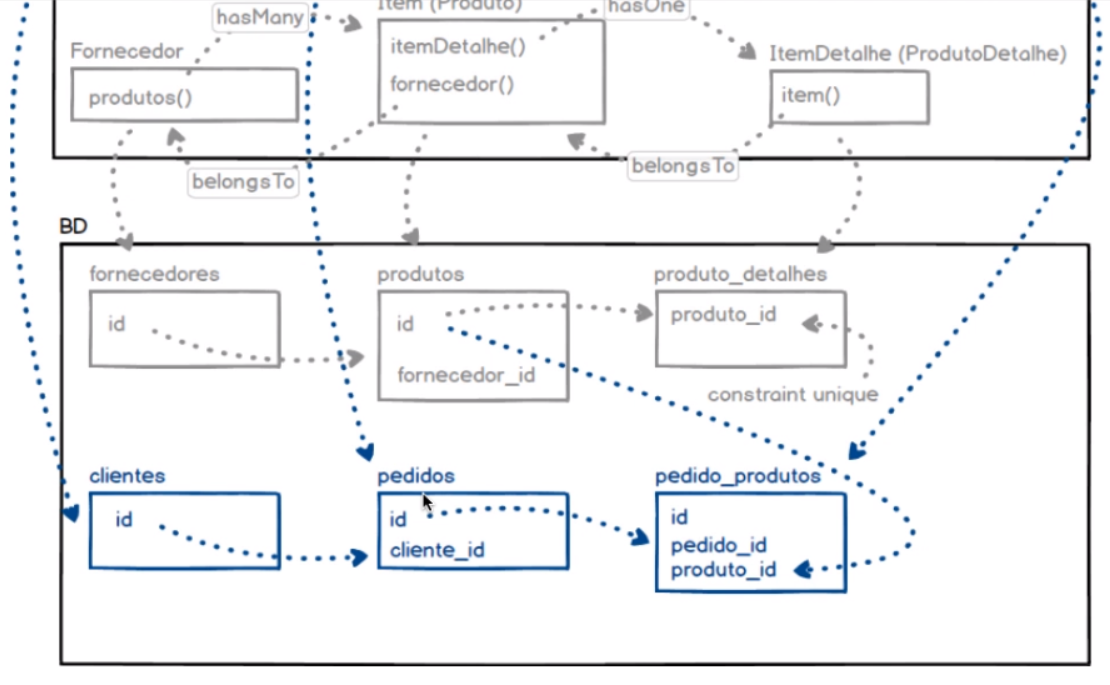 hasMany
Item (Produto)
hasOne
Fornecedor
produtos()
itemDetalhe()
fornecedor()
ItemDetalhe (ProdutoDetalhe)
item()
belongsTo
belongsTo
BD
fornecedores
id
produtos
id
fornecedor_id
produto_detalhes
produto_id
constraint unique
clientes
id
pedidos
id
cliente_id
pedido_produtos
id
pedido_id
produto_id